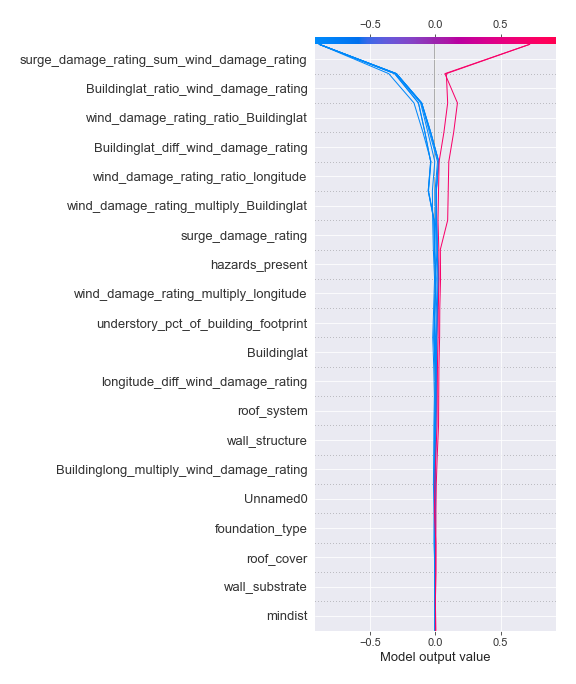 −0.5 0.0 0.5
surge_damage_rating_sum_wind_damage_rating
Buildinglat_ratio_wind_damage_rating
wind_damage_rating_ratio_Buildinglat
Buildinglat_diff_wind_damage_rating
wind_damage_rating_ratio_longitude
wind_damage_rating_multiply_Buildinglat
surge_damage_rating
hazards_present
wind_damage_rating_multiply_longitude
understory_pct_of_building_footprint
Buildinglat
longitude_diff_wind_damage_rating
roof_system
wall_structure
Buildinglong_multiply_wind_damage_rating
Unnamed0
foundation_type
roof_cover
wall_substrate
mindist
−0.5 0.0 0.5
Model output value